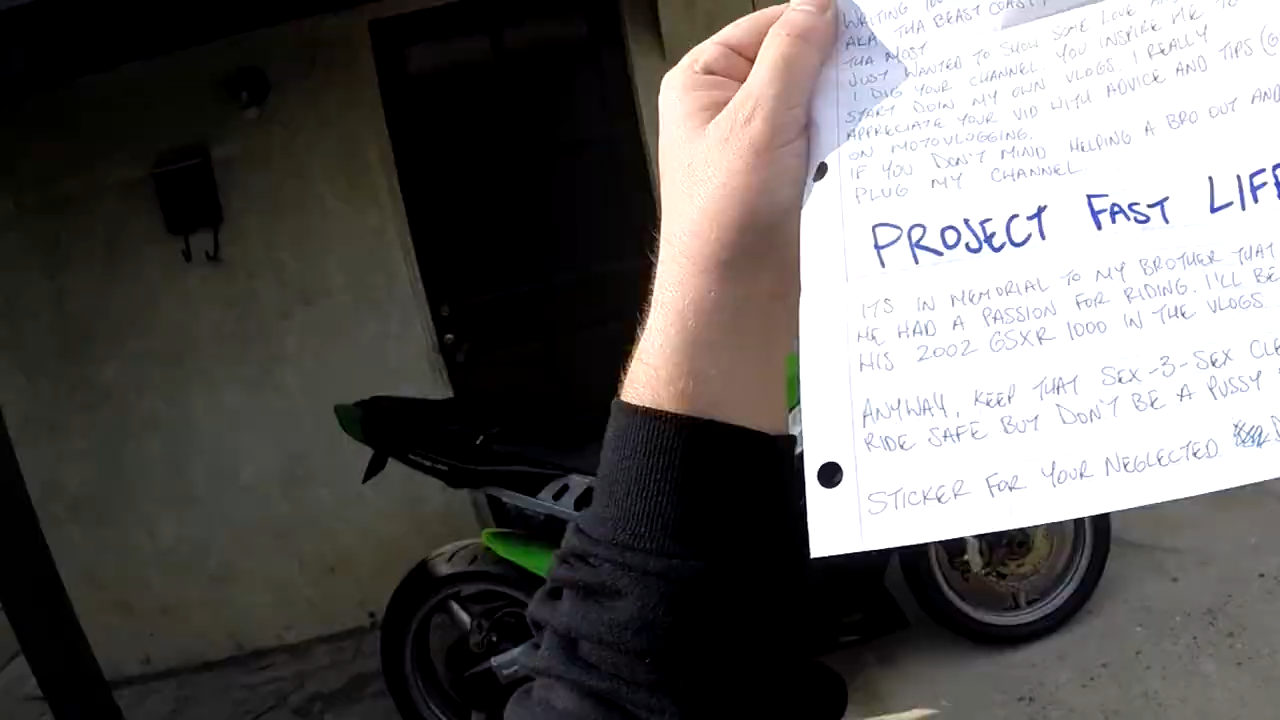 WRITING YOU
AKA "THA BEAST COAST
THA MOST
JUST WANTED TO SHOW SOME LOVE AND
I DIG YOUR CHANNEL. YOU INSPIRE ME TO
START DOIN MY OWN VLOGS. I REALLY
APPRECIATE YOUR VID WITH ADVICE AND TIPS (G
ON MOTOVLOGGING.
IF YOU DON'T MIND HELPING A BRO OUT AND
PLUG MY CHANNEL
PROJECT FAST LIFE
ITS IN MEMORIAL TO MY BROTHER THAT
HE HAD A PASSION FOR RIDING. I'LL BE
HIS 2002 GSXR 1000 IN THE VLOGS
ANYWAY, KEEP THAT SEX-3-SEX CLE
RIDE SAFE BUT DON'T BE A PUSSY
STICKER FOR YOUR NEGLECTED D